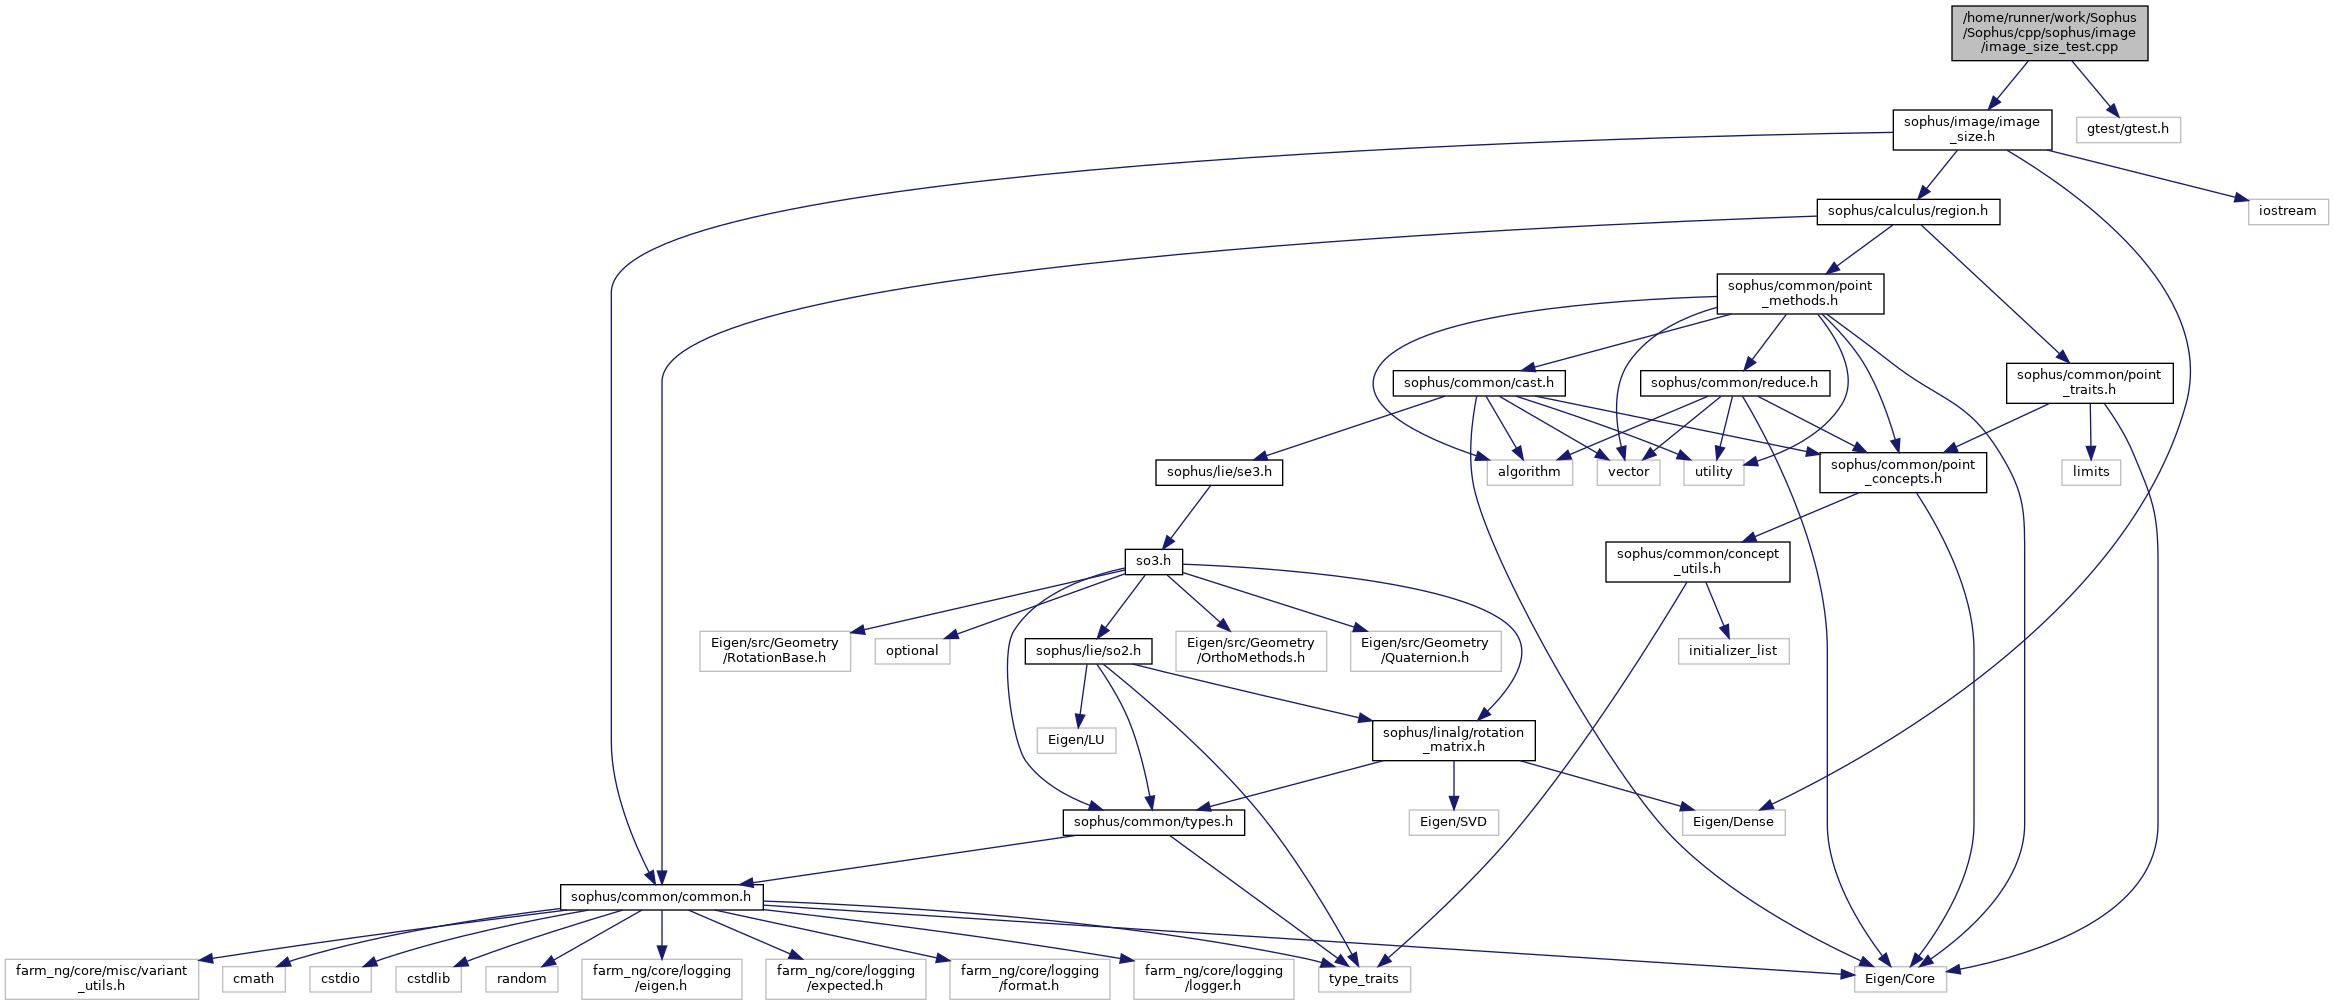 /home/runner/work/Sophus
/Sophus/cpp/sophus/image
/image_size_test.cpp
sophus/image/image
_size.h
gtest/gtest.h
sophus/calculus/region.h
iostream
sophus/common/point
_methods.h
sophus/common/cast.h
sophus/common/reduce.h
sophus/common/point
_traits.h
sophus/lie/se3.h
algorithm
vector
utility
sophus/common/point
_concepts.h
limits
so3.h
sophus/common/concept
_utils.h
Eigen/src/Geometry
/RotationBase.h
optional
sophus/lie/so2.h
Eigen/src/Geometry
/OrthoMethods.h
Eigen/src/Geometry
/Quaternion.h
initializer_list
Eigen/LU
sophus/linalg/rotation
_matrix.h
sophus/common/types.h
Eigen/SVD
Eigen/Dense
sophus/common/common.h
farm_ng/core/misc/variant
_utils.h
cmath
cstdio
cstdlib
random
farm_ng/core/logging
/eigen.h
farm_ng/core/logging
/expected.h
farm_ng/core/logging
/format.h
farm_ng/core/logging
/logger.h
type_traits
Eigen/Core